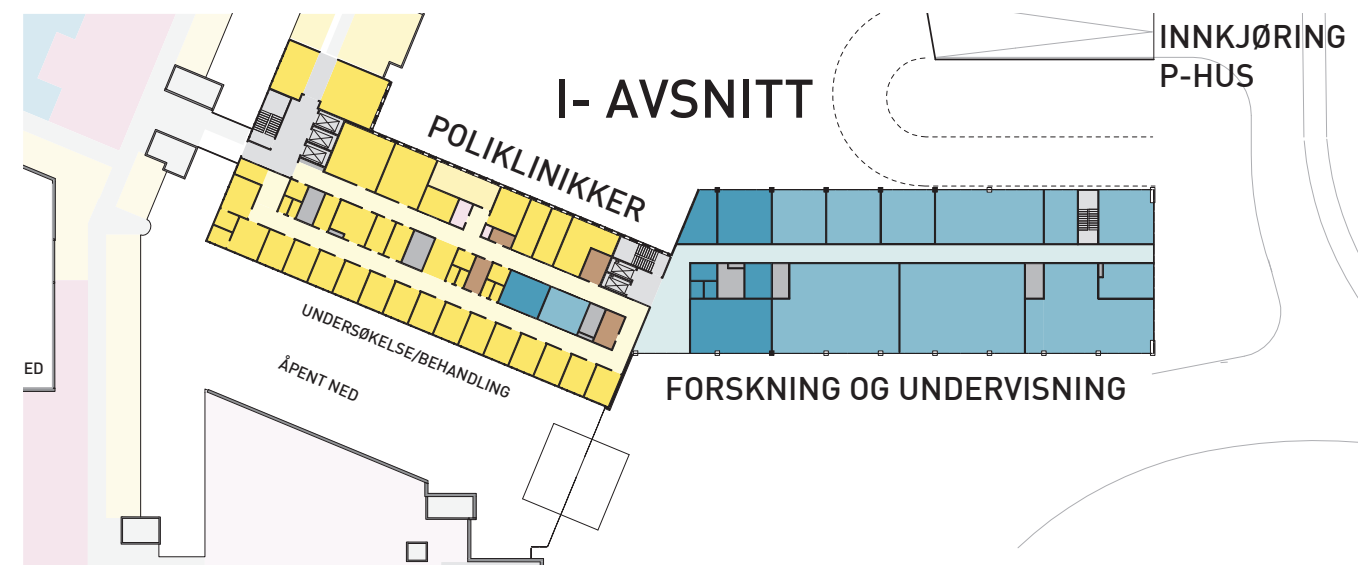 INNKJØRING
P-HUS
I- AVSNITT
POLIKLINIKKER
UNDERSØKELSE/BEHANDLING
ÅPENT NED
ED
FORSKNING OG UNDERVISNING